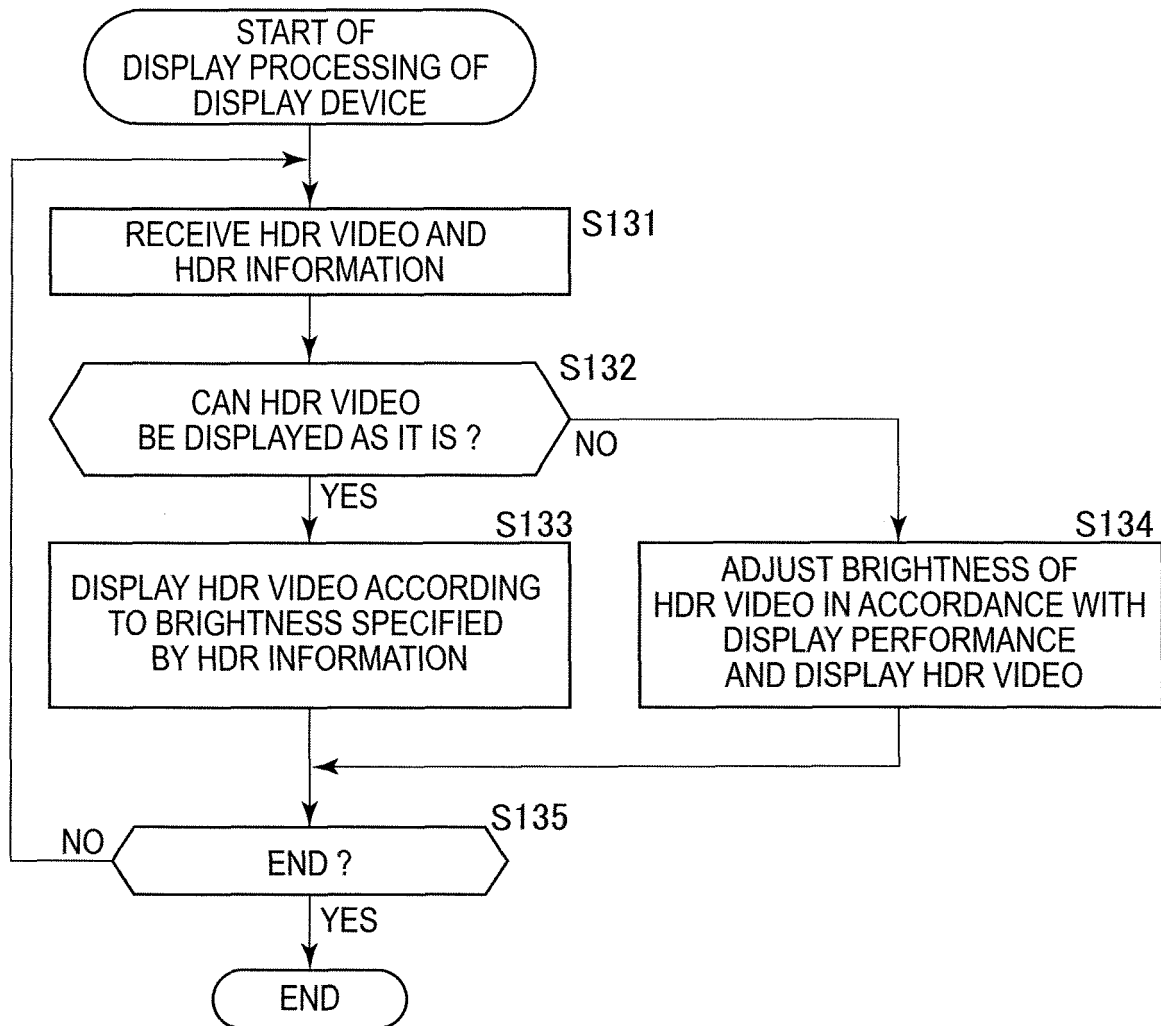 START OF
DISPLAY PROCESSING OF
DISPLAY DEVICE
S131
RECEIVE HDR VIDEO AND
HDR INFORMATION
S132
CAN HDR VIDEO
BE DISPLAYED AS IT IS ?
NO
YES
S133
DISPLAY HDR VIDEO ACCORDING
TO BRIGHTNESS SPECIFIED
BY HDR INFORMATION
S134
ADJUST BRIGHTNESS OF
HDR VIDEO IN ACCORDANCE WITH
DISPLAY PERFORMANCE
AND DISPLAY HDR VIDEO
S135
NO
END ?
YES
END